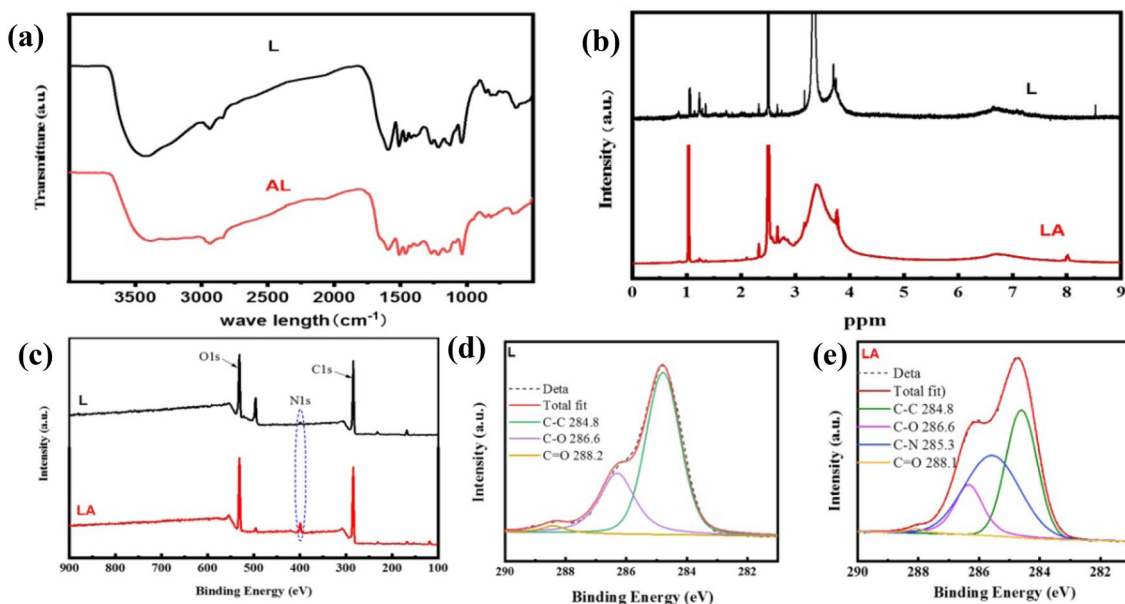 (a)
L
AL
Transmittane (a.u.)
3500 3000 2500 2000 1500 1000
wave length(cm-1)
(b)
L
LA
Intensity (a.u.)
0 1 2 3 4 5 6 7 8 9
ppm
(c)
O1s
C1s
N1s
L
LA
Intensity (a.u.)
900 800 700 600 500 400 300 200 100
Binding Energy (eV)
(d)
L
Deta
Total fit
C-C 284.8
C-O 286.6
C=O 288.2
Intensity (a.u.)
290 288 286 284 282
Binding Energy (eV)
(e)
LA
Deta
Total fit)
C-C 284.8
C-O 286.6
C-N 285.3
C=O 288.1
Intensity (a.u.)
290 288 286 284 282
Binding Energy (eV)